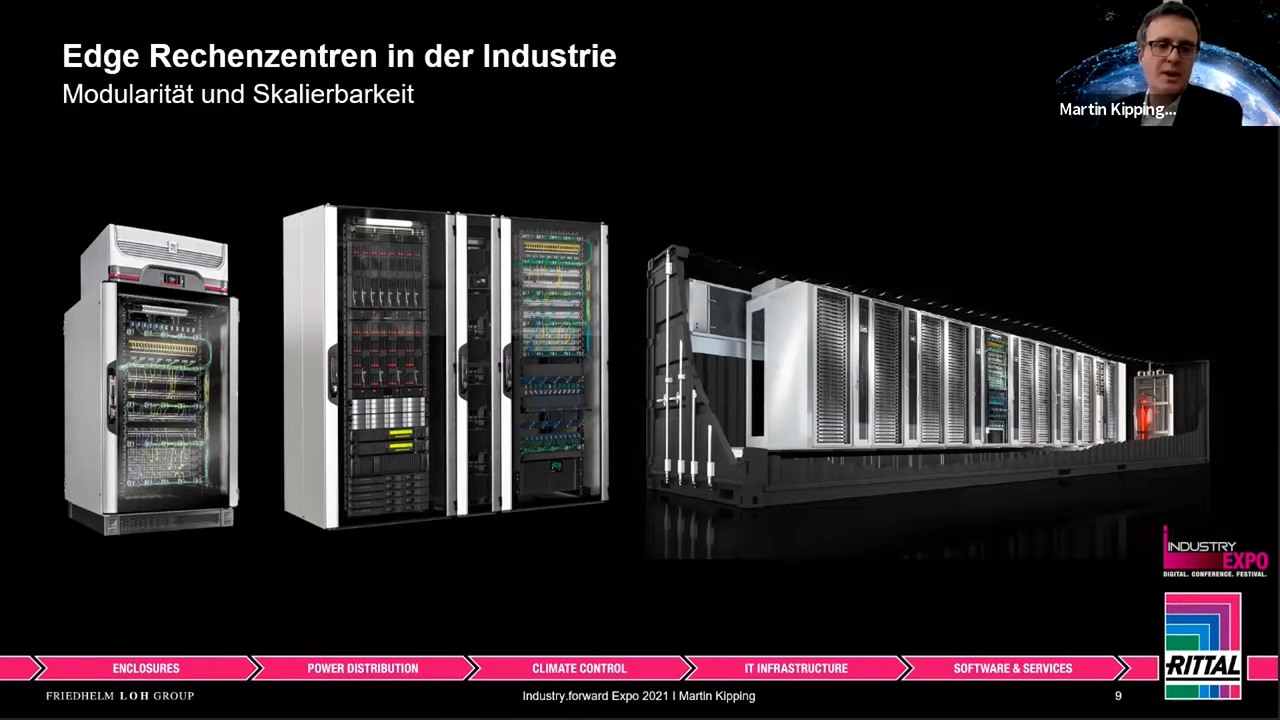 Edge Rechenzentren in der Industrie
Modularität und Skalierbarkeit
Martin Kipping...
INDUSTRY
EXPO
DIGITAL. CONFERENCE. FESTIVAL.
RITTAL
ENCLOSURES
POWER DISTRIBUTION
CLIMATE CONTROL
IT INFRASTRUCTURE
SOFTWARE & SERVICES
FRIEDHELM LOH GROUP
Industry.forward Expo 2021 I Martin Kipping
9